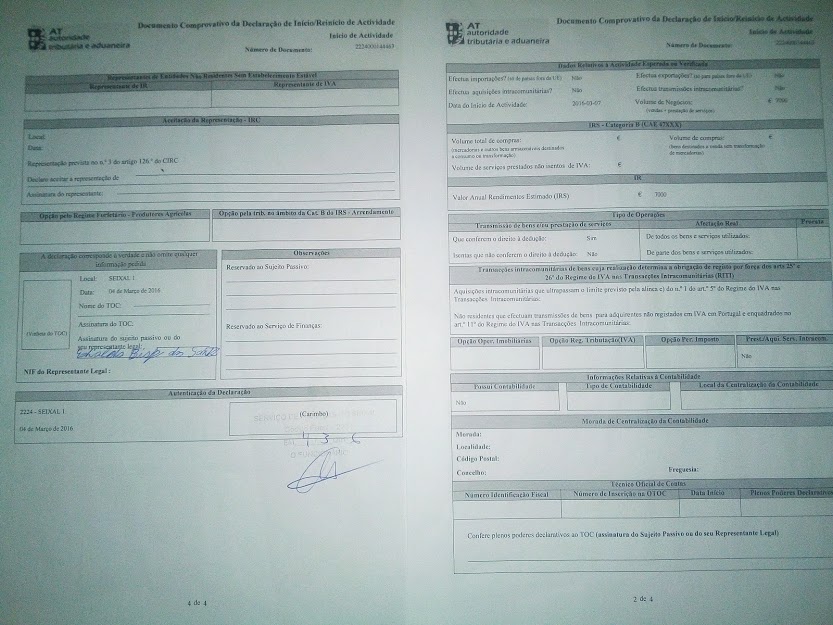 AT
autoridade
tributária e aduaneira
Documento Comprovativo da Declaração de Início/Reinício de Actividade
Início de Actividade
Número de Documento:
Representantes de Entidades Não Residentes Sem Estabelecimento Estável
Representante de IR
Representante de IVA
Aceitação da Representação - IRC
Local:
Data:
Representação prevista no n.º 3 do artigo 126.º do CIRC
Declaro aceitar a representação de
Assinatura do representante:
Opção pelo Regime Forfetário - Produtores Agrícolas
Opção pela trib. no âmbito da Cat. B do IRS - Arrendamento
A declaração corresponde à verdade e não omite qualquer
informação pedida
Local: SEIXAL 1.
Data: 04 de Março de 2016
Nome do TOC:
(Vinheta do TOC)
Assinatura do TOC:
Assinatura do sujeito passivo ou do
seu representante legal:
NIF do Representante Legal :
Observações
Reservado ao Sujeito Passivo:
Reservado ao Serviço de Finanças:
Autenticação da Declaração
2224 - SEIXAL 1.
04 de Março de 2016
(Carimbo)
4 de 4
AT
autoridade
tributária e aduaneira
Documento Comprovativo da Declaração de Início/Reinício de Actividade
Início de Actividade
Número de Documento:
Dados Relativos à Actividade Esperada ou Verificada
Efectua importações? (só de países fora da UE) Não
Efectua exportações? (só para países fora da UE) Não
Efectua aquisições intracomunitárias? Não
Efectua transmissões intracomunitárias? Não
Data do Início de Actividade: 2016-03-07
Volume de Negócios: € 7000
(vendas + prestação de serviços)
IRS - Categoria B (CAE 47XXX)
Volume total de compras: €
(mercadorias e outros bens armazenáveis destinados
a consumo ou transformação)
Volume de compras: €
(bens destinados a venda sem transformação
de mercadorias)
Volume de serviços prestados não isentos de IVA: €
IR
Valor Anual Rendimentos Estimado (IRS) € 7000
Tipo de Operações
Transmissão de bens e/ou prestação de serviços
Afectação Real
Prorata
Que conferem o direito à dedução: Sim
De todos os bens e serviços utilizados:
Isentas que não conferem o direito à dedução: Não
De parte dos bens e serviços utilizados:
Transacções intracomunitárias de bens cuja realização determina a obrigação de registo por força dos arts 25º e
26º do Regime do IVA nas Transacções Intracomunitárias (RITI)
Aquisições intracomunitárias que ultrapassam o limite previsto pela alínea c) do n.º 1 do art.º 5º do Regime do IVA nas
Transacções Intracomunitárias:
Não residentes que efectuam transmissões de bens para adquirentes não registados em IVA em Portugal e enquadrados no
art.º 11º do Regime do IVA nas Transacções Intracomunitárias:
Opção Oper. Imobiliárias
Opção Reg. Tributação(IVA)
Opção Per. Imposto
Prest./Aqui. Serv. Intracom.
Não
Informações Relativas à Contabilidade
Possui Contabilidade
Tipo de Contabilidade
Local da Centralização da Contabilidade
Não
Morada de Centralização da Contabilidade
Morada:
Localidade:
Código Postal:
Concelho:
Freguesia:
Técnico Oficial de Contas
Número Identificação Fiscal
Número de Inscrição na OTOC
Data Início
Plenos Poderes Declarativos
Confere plenos poderes declarativos ao TOC (assinatura do Sujeito Passivo ou do seu Representante Legal)
2 de 4